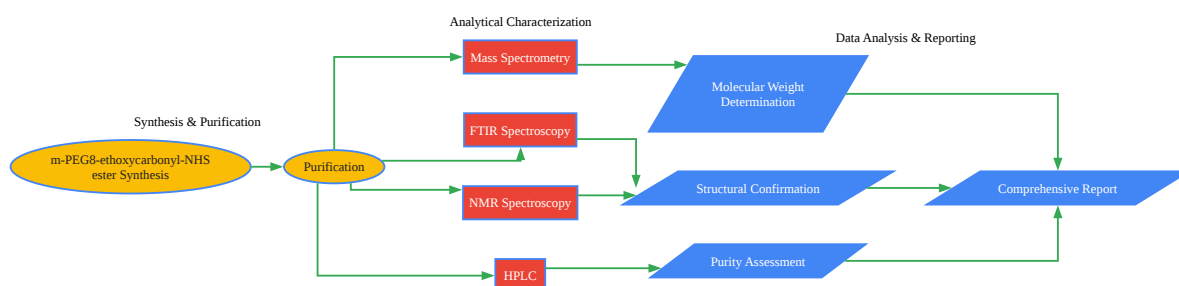 Synthesis & Purification
m-PEG8-ethoxycarbonyl-NHS
ester Synthesis
Purification
Analytical Characterization
Mass Spectrometry
FTIR Spectroscopy
NMR Spectroscopy
HPLC
Data Analysis & Reporting
Molecular Weight
Determination
Structural Confirmation
Purity Assessment
Comprehensive Report